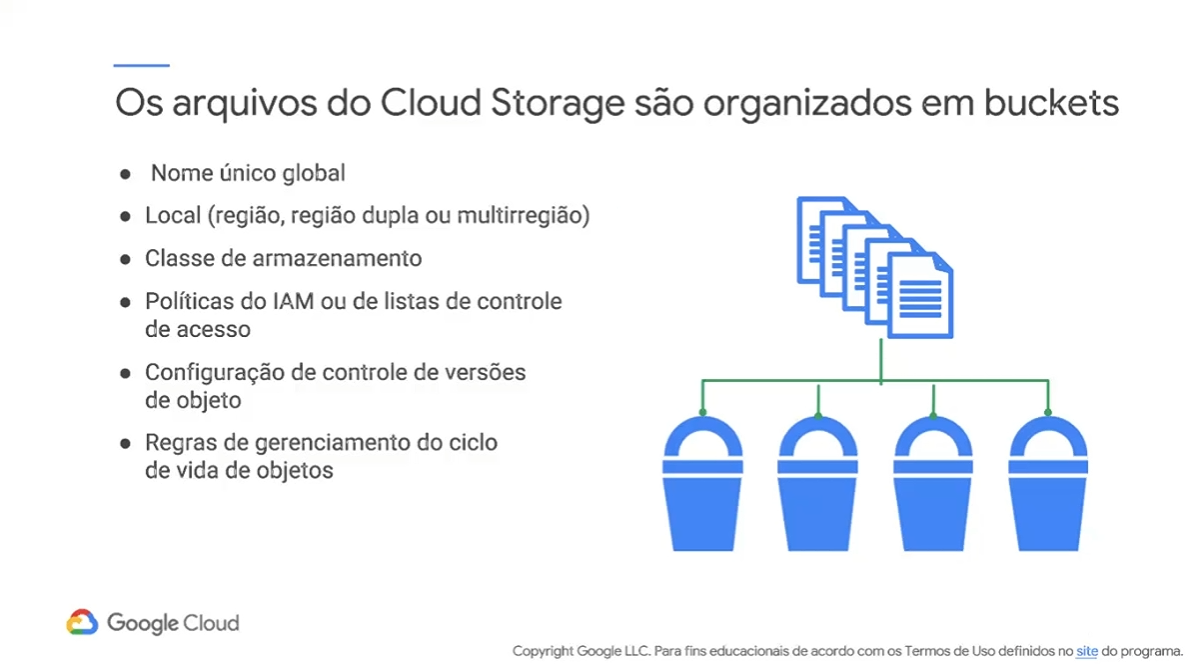 Os arquivos do Cloud Storage são organizados em buckets
● Nome único global
● Local (região, região dupla ou multirregião)
● Classe de armazenamento
● Políticas do IAM ou de listas de controle
de acesso
● Configuração de controle de versões
de objeto
● Regras de gerenciamento do ciclo
de vida de objetos
Google Cloud
Copyright Google LLC. Para fins educacionais de acordo com os Termos de Uso definidos no site do programa.